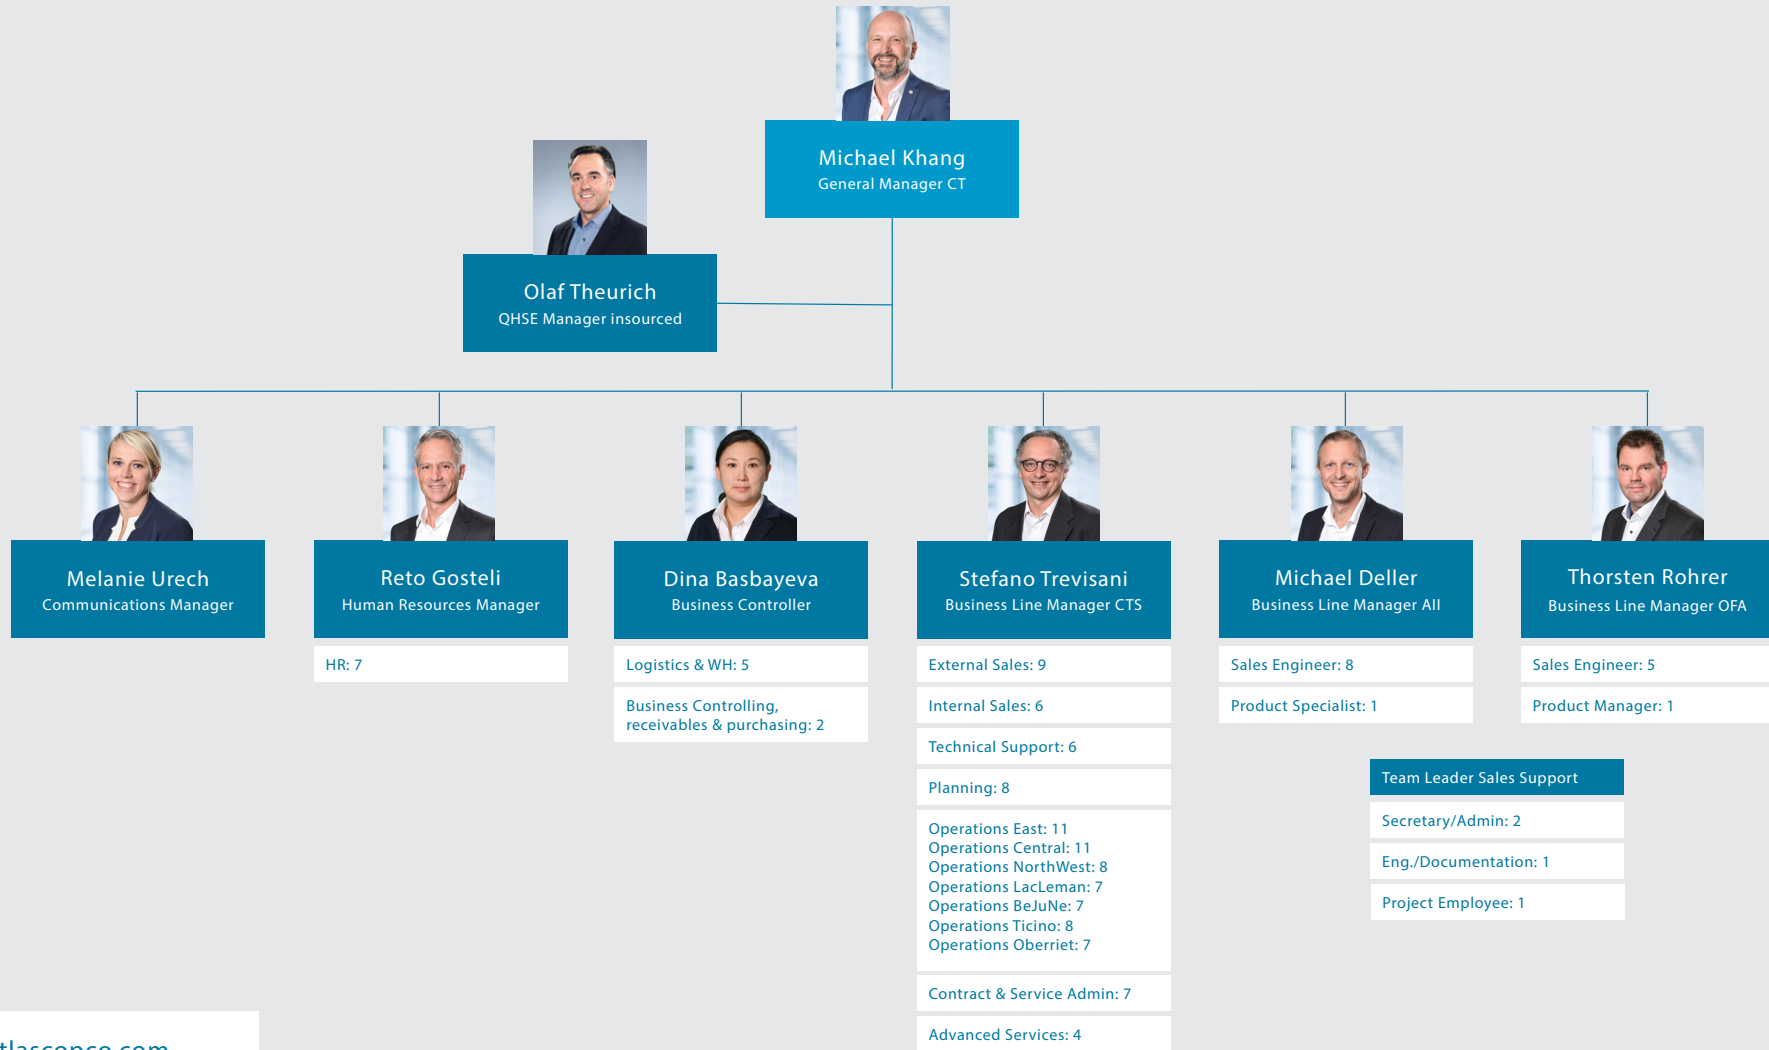 Michael Khang
General Manager CT
Olaf Theurich
QHSE Manager insourced
Melanie Urech
Communications Manager
Reto Gosteli
Human Resources Manager
HR: 7
Dina Basbayeva
Business Controller
Logistics & WH: 5
Business Controlling,
receivables & purchasing: 2
Stefano Trevisani
Business Line Manager CTS
External Sales: 9
Internal Sales: 6
Technical Support: 6
Planning: 8
Operations East: 11
Operations Central: 11
Operations NorthWest: 8
Operations LacLeman: 7
Operations BeJuNe: 7
Operations Ticino: 8
Operations Oberriet: 7
Contract & Service Admin: 7
Advanced Services: 4
Michael Deller
Business Line Manager AII
Sales Engineer: 8
Product Specialist: 1
Thorsten Rohrer
Business Line Manager OFA
Sales Engineer: 5
Product Manager: 1
Team Leader Sales Support
Secretary/Admin: 2
Eng./Documentation: 1
Project Employee: 1